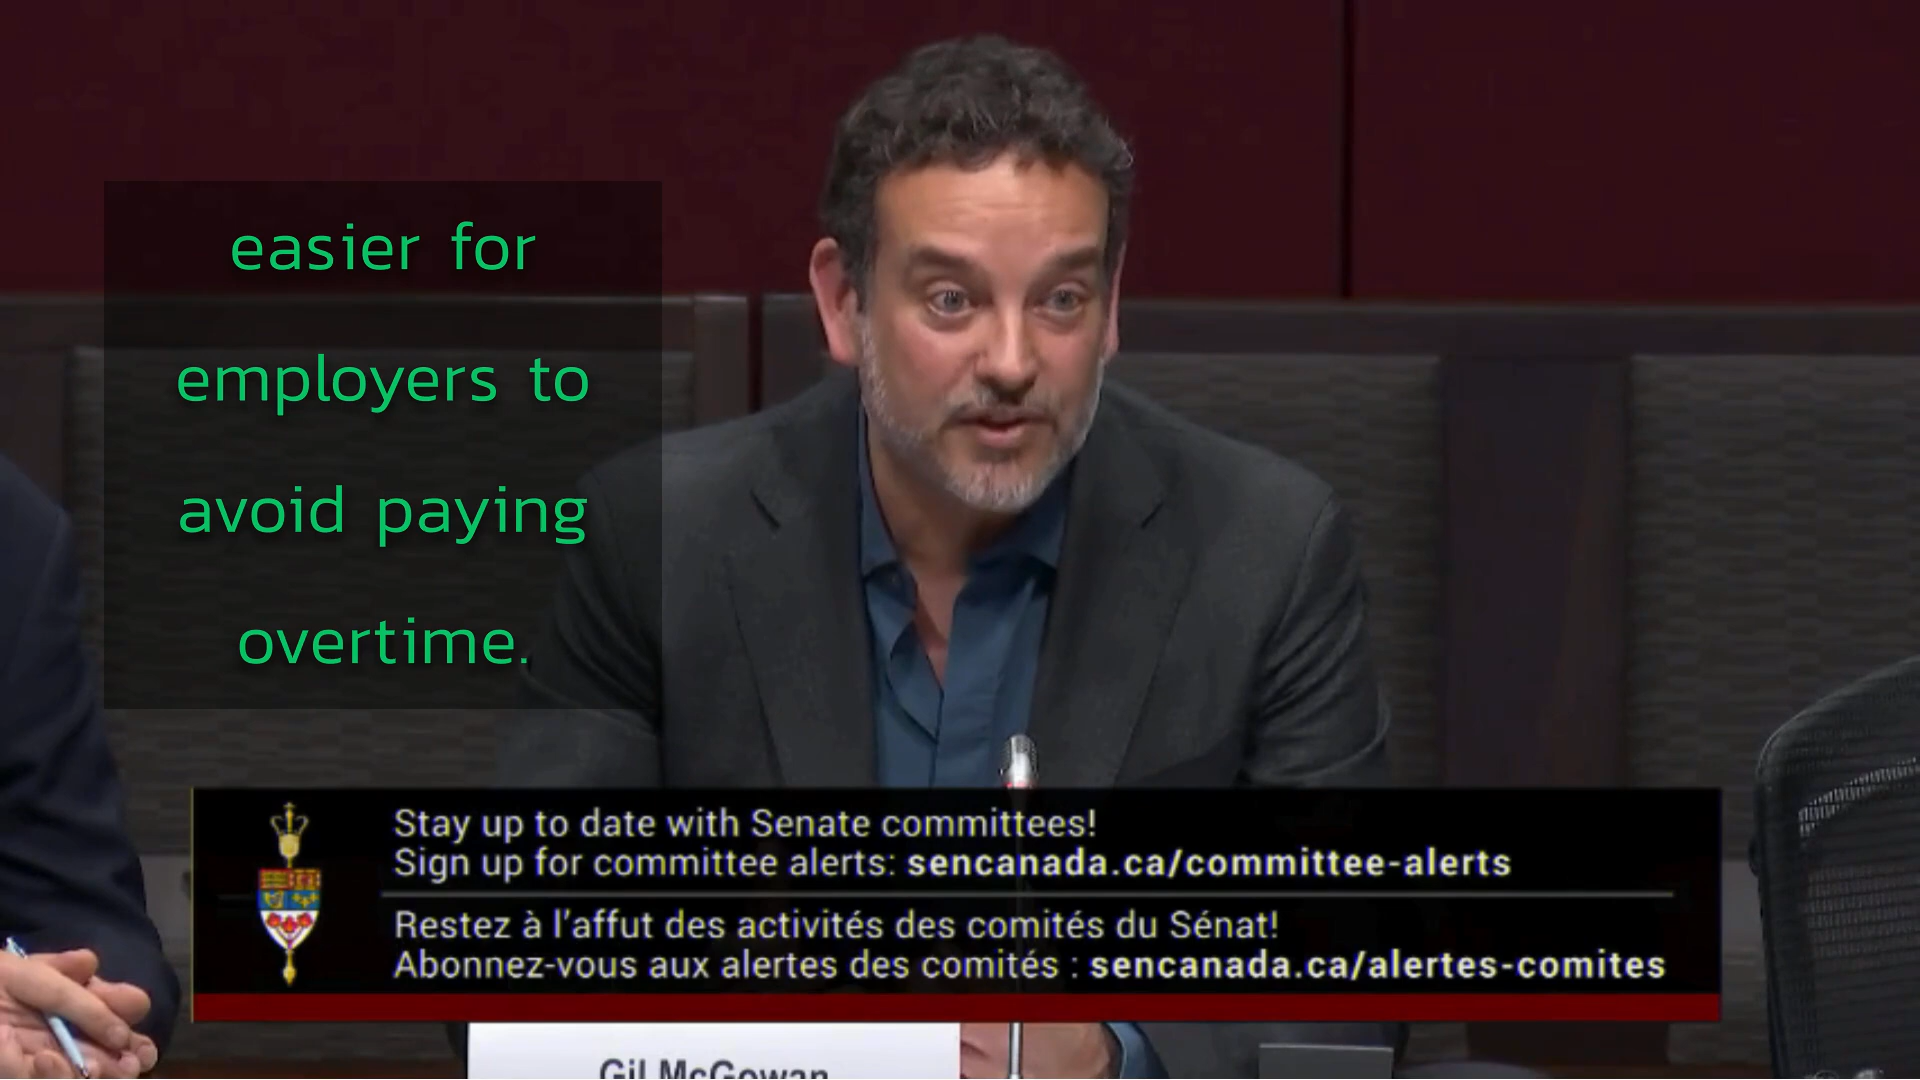 easier for
employers to
avoid paying
overtime.
Stay up to date with Senate committees!
Sign up for committee alerts: sencanada.ca/committee-alerts
Restez à l'affut des activités des comités du Sénat!
Abonnez-vous aux alertes des comités : sencanada.ca/alertes-comites
Gil McGowan